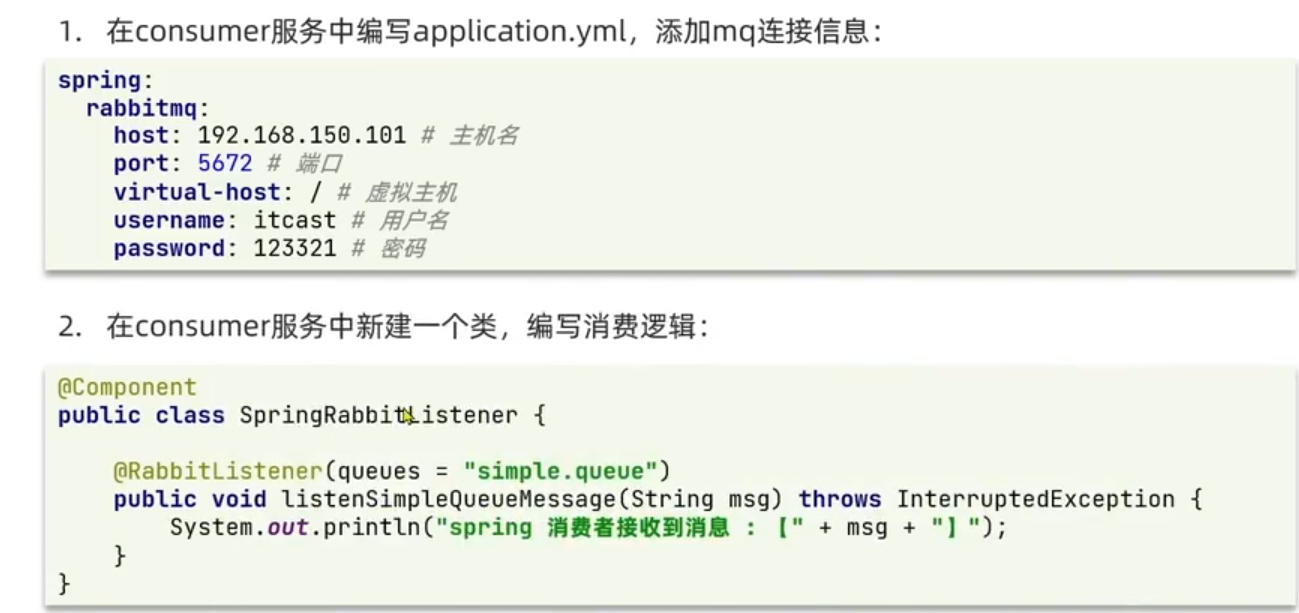 1. 在consumer服务中编写application.yml，添加mq连接信：
spring:
  rabbitmq:
    host: 192.168.150.101 # 主机名
    port: 5672 # 端口
    virtual-host: / # 虚拟主机
    username: itcast # 用户名
    password: 123321 # 密码
2. 在consumer服务中新建一个类，编写消费逻辑：
@Component
public class SpringRabbitListener {
    @RabbitListener(queues = "simple.queue")
    public void listenSimpleQueueMessage(String msg) throws InterruptedException {
        System.out.println("spring 消费者接收到消息 : 【" + msg + "】");
    }
}